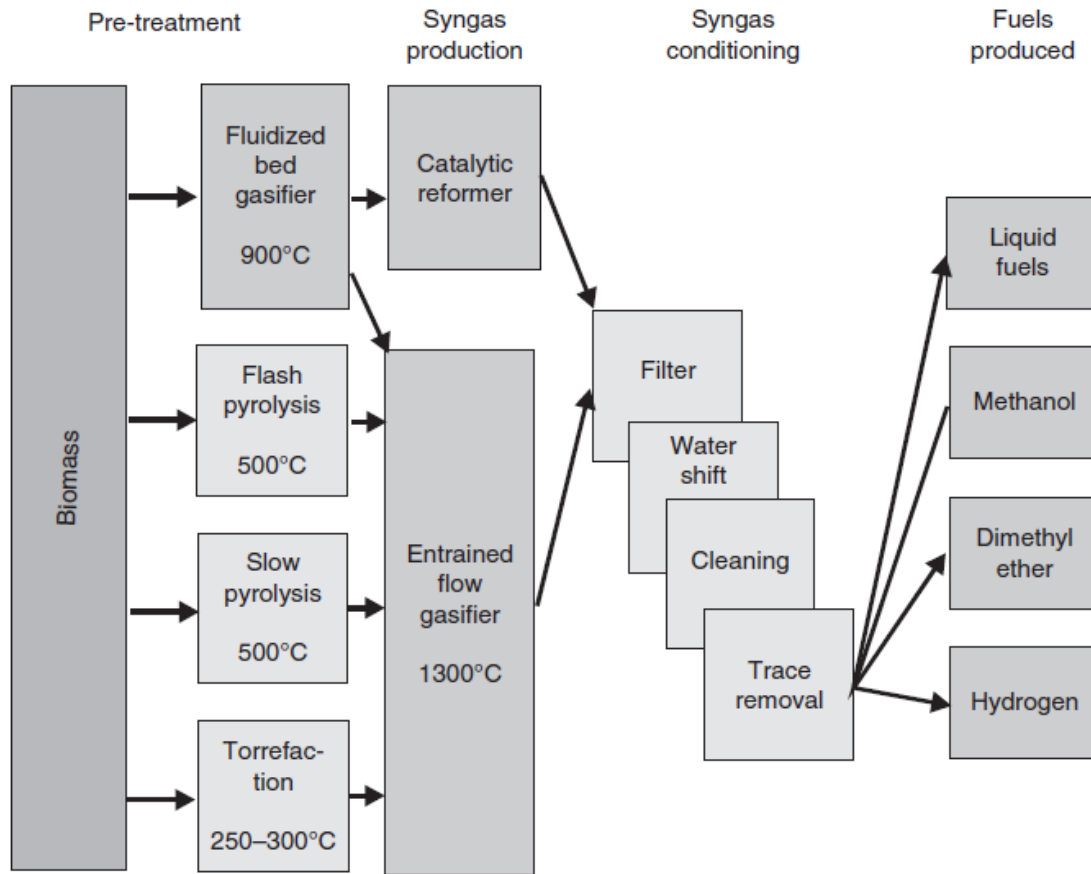 Pre-treatment
Syngas
production
Syngas
conditioning
Fuels
produced
Biomass
Fluidized
bed
gasifier
900°C
Flash
pyrolysis
500°C
Slow
pyrolysis
500°C
Torrefac-
tion
250–300°C
Catalytic
reformer
Entrained
flow
gasifier
1300°C
Filter
Water
shift
Cleaning
Trace
removal
Liquid
fuels
Methanol
Dimethyl
ether
Hydrogen